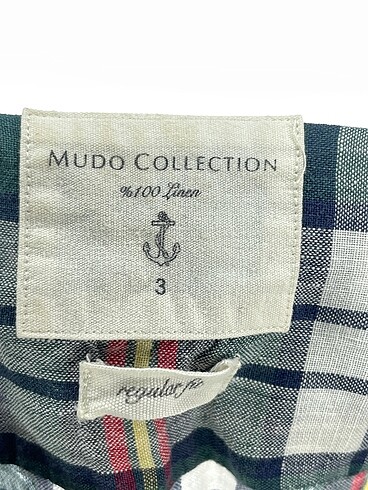 MUDO COLLECTION
%100 Linen
3
regular fit